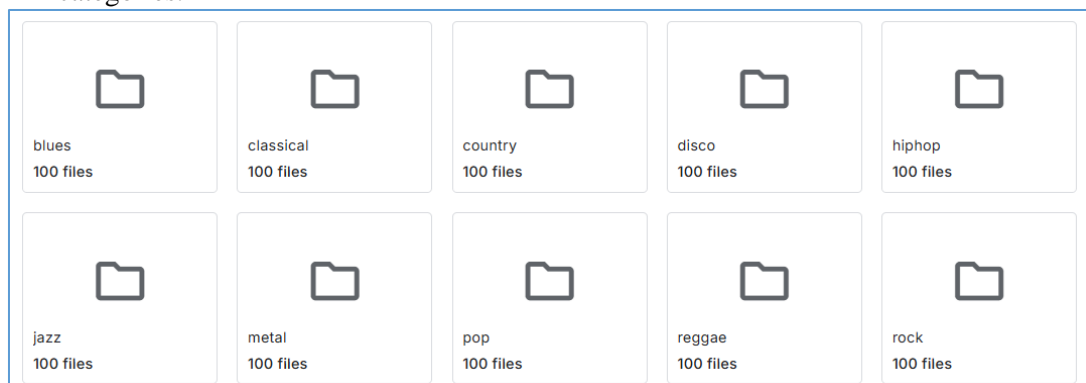 categories.
blues classical country disco hiphop
100 files 100 files 100 files 100 files 100 files
jazz metal pop reggae rock
100 files 100 files 100 files 100 files 100 files